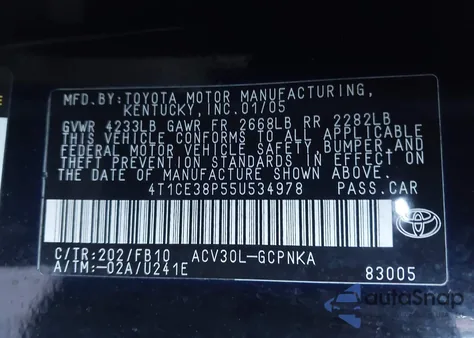 MFD.BY:TOYOTA MOTOR MANUFACTURING,
KENTUCKY, INC.01/05
GVWR 4233LB GAWR FR 2668LB RR 2282LB
THIS VEHICLE CONFORMS TO ALL APPLICABLE
FEDERAL MOTOR VEHICLE SAFETY,BUMPER,AND
THEFT PREVENTION STANDARDS IN EFFECT ON
THE DATE OF MANUFACTURE SHOWN ABOVE.
4T1CE38P55U534978 PASS.CAR
C/TR:202/FB10 ACV30L-GCPNKA
A/TM:-02A/U241E 83005
TOYOTA
autoShop